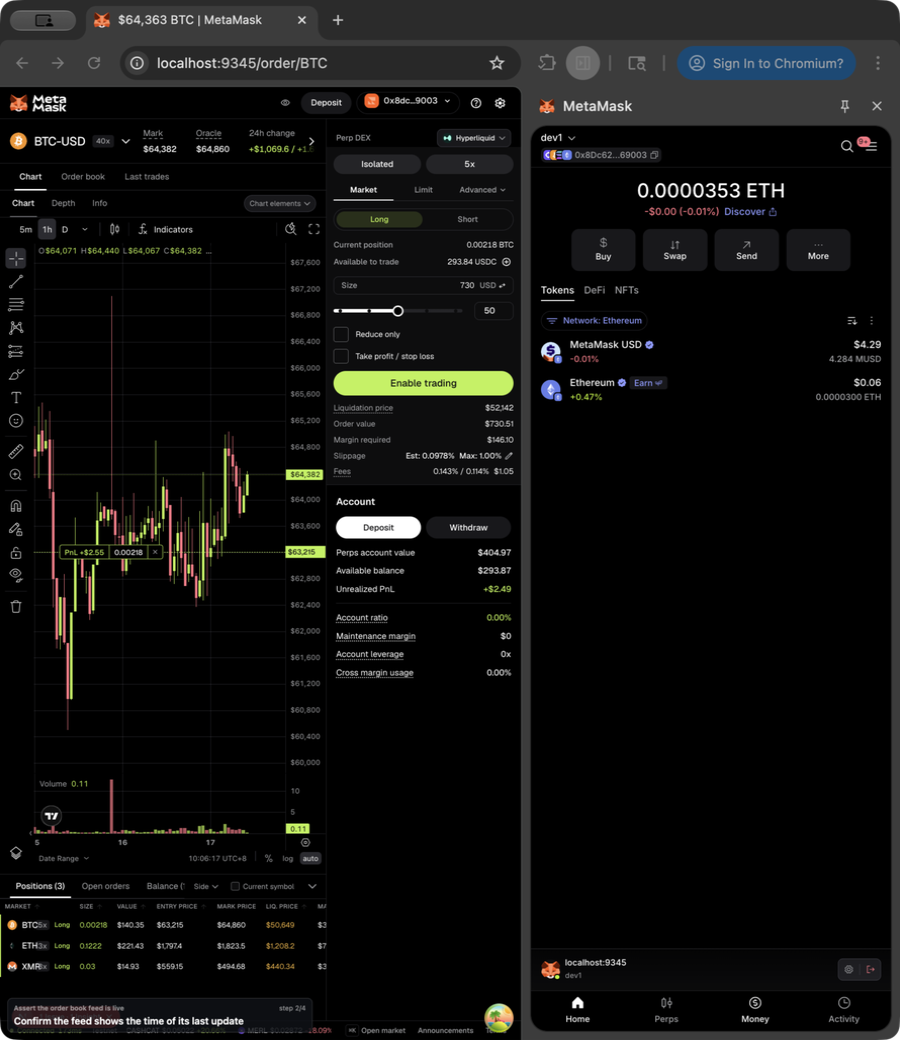 $64,363 BTC | MetaMask
localhost:9345/order/BTC
Sign In to Chromium?
Meta Mask
Deposit
0x8dc...9003
BTC-USD 40x
Mark
$64,382
Oracle
$64,860
24h change
+$1,069.6 /
Chart Order book Last trades
Chart Depth Info
Chart elements
5m 1h D Indicators
O$64,071 H$64,440 L$64,067 C$64,382 ...
$67,600
$67,200
$66,800
$66,400
$66,000
$65,600
$65,200
$64,800
$64,382
$64,000
$63,600
$63,215
$62,800
$62,400
$62,000
$61,600
$61,200
$60,800
$60,400
$60,000
PnL +$2.55 0.00218 ×
Volume 0.11
10
5
0.11
5 16 17
Date Range
10:06:17 UTC+8 % log auto
Positions (3) Open orders Balance (' Side Current symbol
MARKET SIZE VALUE ENTRY PRICE MARK PRICE LIQ. PRICE MA
BTC 5x Long 0.00218 $140.35 $63,215 $64,860 $50,649 $3
ETH 3x Long 0.1222 $221.43 $1,797.4 $1,823.5 $1,208.2 $7
XMR Long 0.03 $14.93 $559.15 $494.68 $440.34 $3
Assert the order book feed is live step 2/4
Confirm the feed shows the time of its last update
MERL
Open market Announcements
Perp DEX Hyperliquid
Isolated 5x
Market Limit Advanced
Long Short
Current position 0.00218 BTC
Available to trade 293.84 USDC
Size 730 USD
50
Reduce only
Take profit / stop loss
Enable trading
Liquidation price $52,142
Order value $730.51
Margin required $146.10
Slippage Est: 0.0978% Max: 1.00%
Fees 0.143% / 0.114% $1.05
Account
Deposit Withdraw
Perps account value $404.97
Available balance $293.87
Unrealized PnL +$2.49
Account ratio 0.00%
Maintenance margin $0
Account leverage 0x
Cross margin usage 0.00%
MetaMask
dev1
0x8Dc62...69003
9+
0.0000353 ETH
-$0.00 (-0.01%) Discover
Buy Swap Send More
Tokens DeFi NFTs
Network: Ethereum
MetaMask USD $4.29
-0.01% 4.284 MUSD
Ethereum Earn $0.06
+0.47% 0.0000300 ETH
localhost:9345
dev1
Home Perps Money Activity